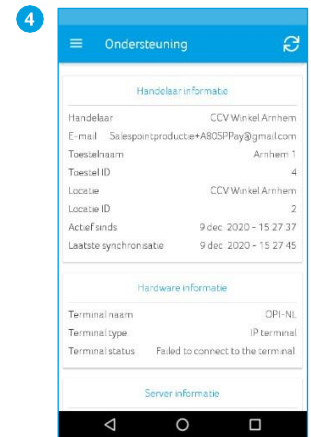 4
Ondersteuning
Handelaar informatie
Handelaar CCV Winkel Arnhem
E-mail Salespointproductie+A805PPay@gmail.com
Toestelnaam Arnhem 1
Toestel ID 4
Locatie CCV Winkel Arnhem
Locatie ID 2
Actief sinds 9 dec. 2020 - 15:27:37
Laatste synchronisatie 9 dec. 2020 - 15:27:45
Hardware informatie
Terminal naam OPI-NL
Terminal type IP terminal
Terminal status Failed to connect to the terminal
Server informatie